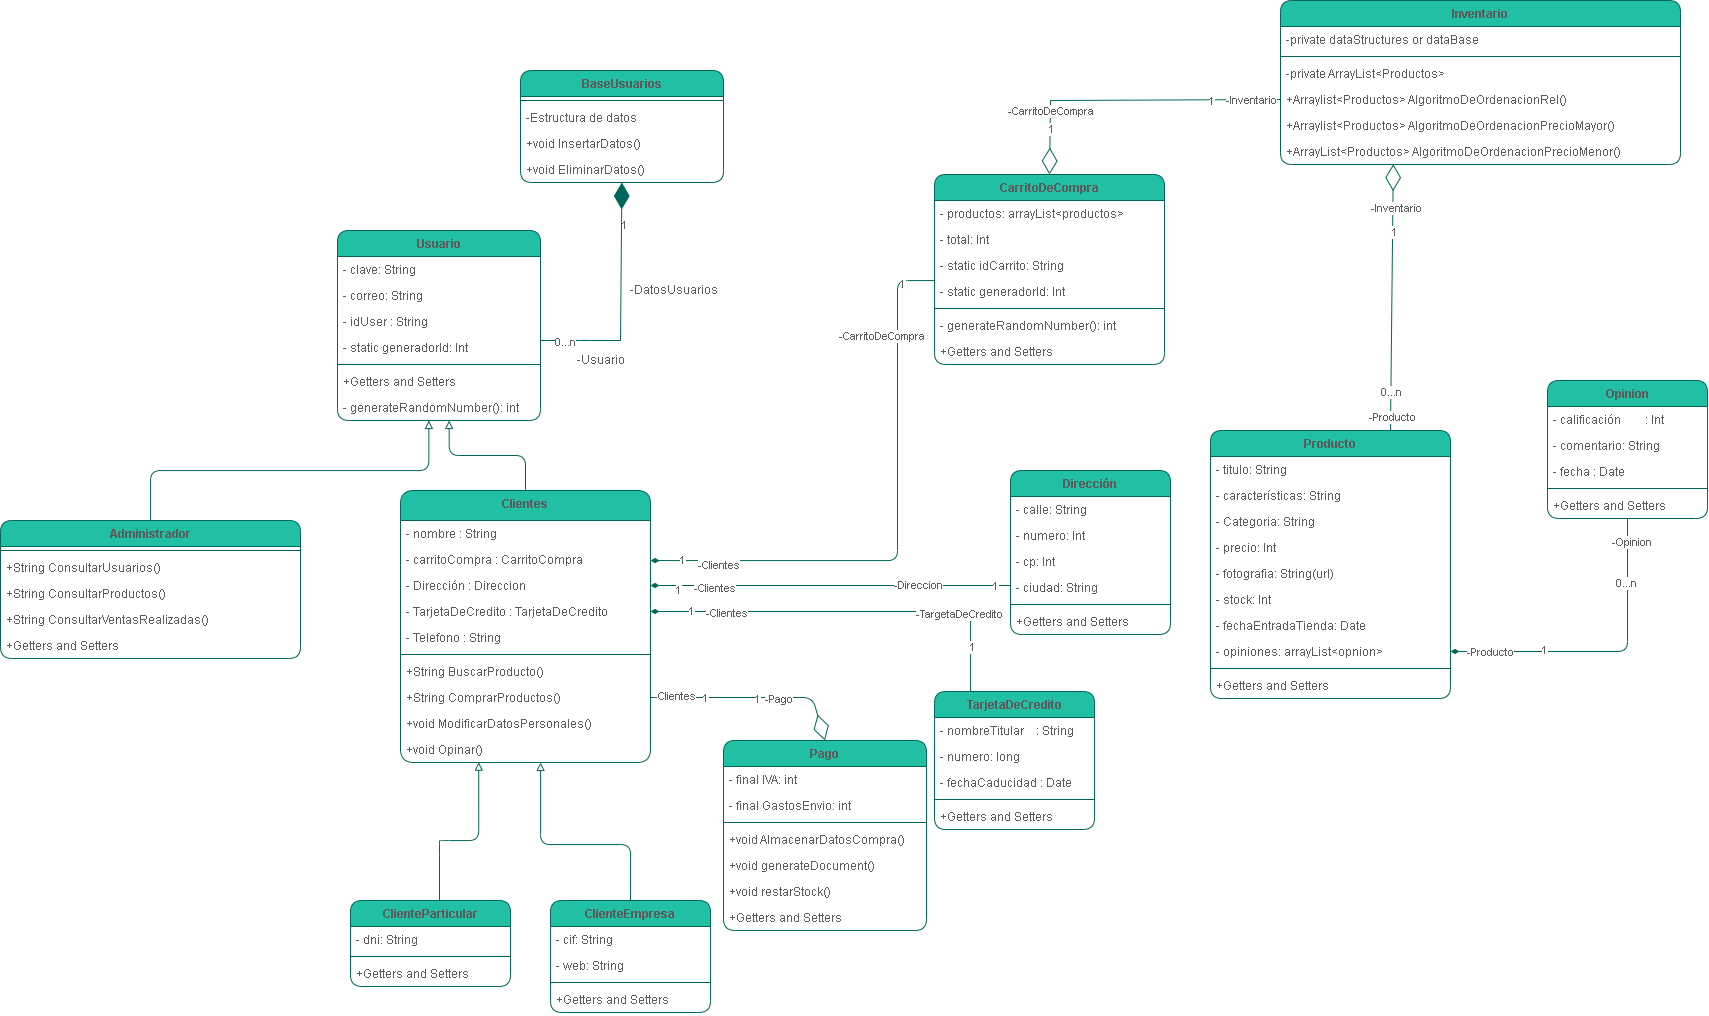 Inventario
-private dataStructures or dataBase
-private ArrayList<Productos>
+Arraylist<Productos> AlgoritmoDeOrdenacionRel()
+Arraylist<Productos> AlgoritmoDeOrdenacionPrecioMayor()
+ArrayList<Productos> AlgoritmoDeOrdenacionPrecioMenor()
BaseUsuarios
-Estructura de datos
+void InsertarDatos()
+void EliminarDatos()
1
-DatosUsuarios
0...n
-Usuario
1
-Inventario
-CarritoDeCompra
1
CarritoDeCompra
- productos: arrayList<productos>
- total: Int
- static idCarrito: String
- static generadorId: Int
- generateRandomNumber(): int
+Getters and Setters
-Inventario
1
0...n
-Producto
Usuario
- clave: String
- correo: String
- idUser : String
- static generadorId: Int
+Getters and Setters
- generateRandomNumber(): int
1
-CarritoDeCompra
1
-Clientes
Opinion
- calificación : Int
- comentario: String
- fecha : Date
+Getters and Setters
-Opinion
0...n
1
-Producto
Producto
- titulo: String
- características: String
- Categoria: String
- precio: Int
- fotografia: String(url)
- stock: Int
- fechaEntradaTienda: Date
- opiniones: arrayList<opnion>
+Getters and Setters
Dirección
- calle: String
- numero: Int
- cp: Int
- ciudad: String
+Getters and Setters
Clientes
- nombre : String
- carritoCompra : CarritoCompra
- Dirección : Direccion
- TarjetaDeCredito : TarjetaDeCredito
- Telefono : String
+String BuscarProducto()
+String ComprarProductos()
+void ModificarDatosPersonales()
+void Opinar()
1
-Clientes
-Direccion
1
1
-Clientes
-TargetaDeCredito
1
Clientes
1
1
-Pago
Administrador
+String ConsultarUsuarios()
+String ConsultarProductos()
+String ConsultarVentasRealizadas()
+Getters and Setters
TarjetaDeCredito
- nombreTitular : String
- numero: long
- fechaCaducidad : Date
+Getters and Setters
Pago
- final IVA: int
- final GastosEnvio: int
+void AlmacenarDatosCompra()
+void generateDocument()
+void restarStock()
+Getters and Setters
ClienteParticular
- dni: String
+Getters and Setters
ClienteEmpresa
- cif: String
- web: String
+Getters and Setters